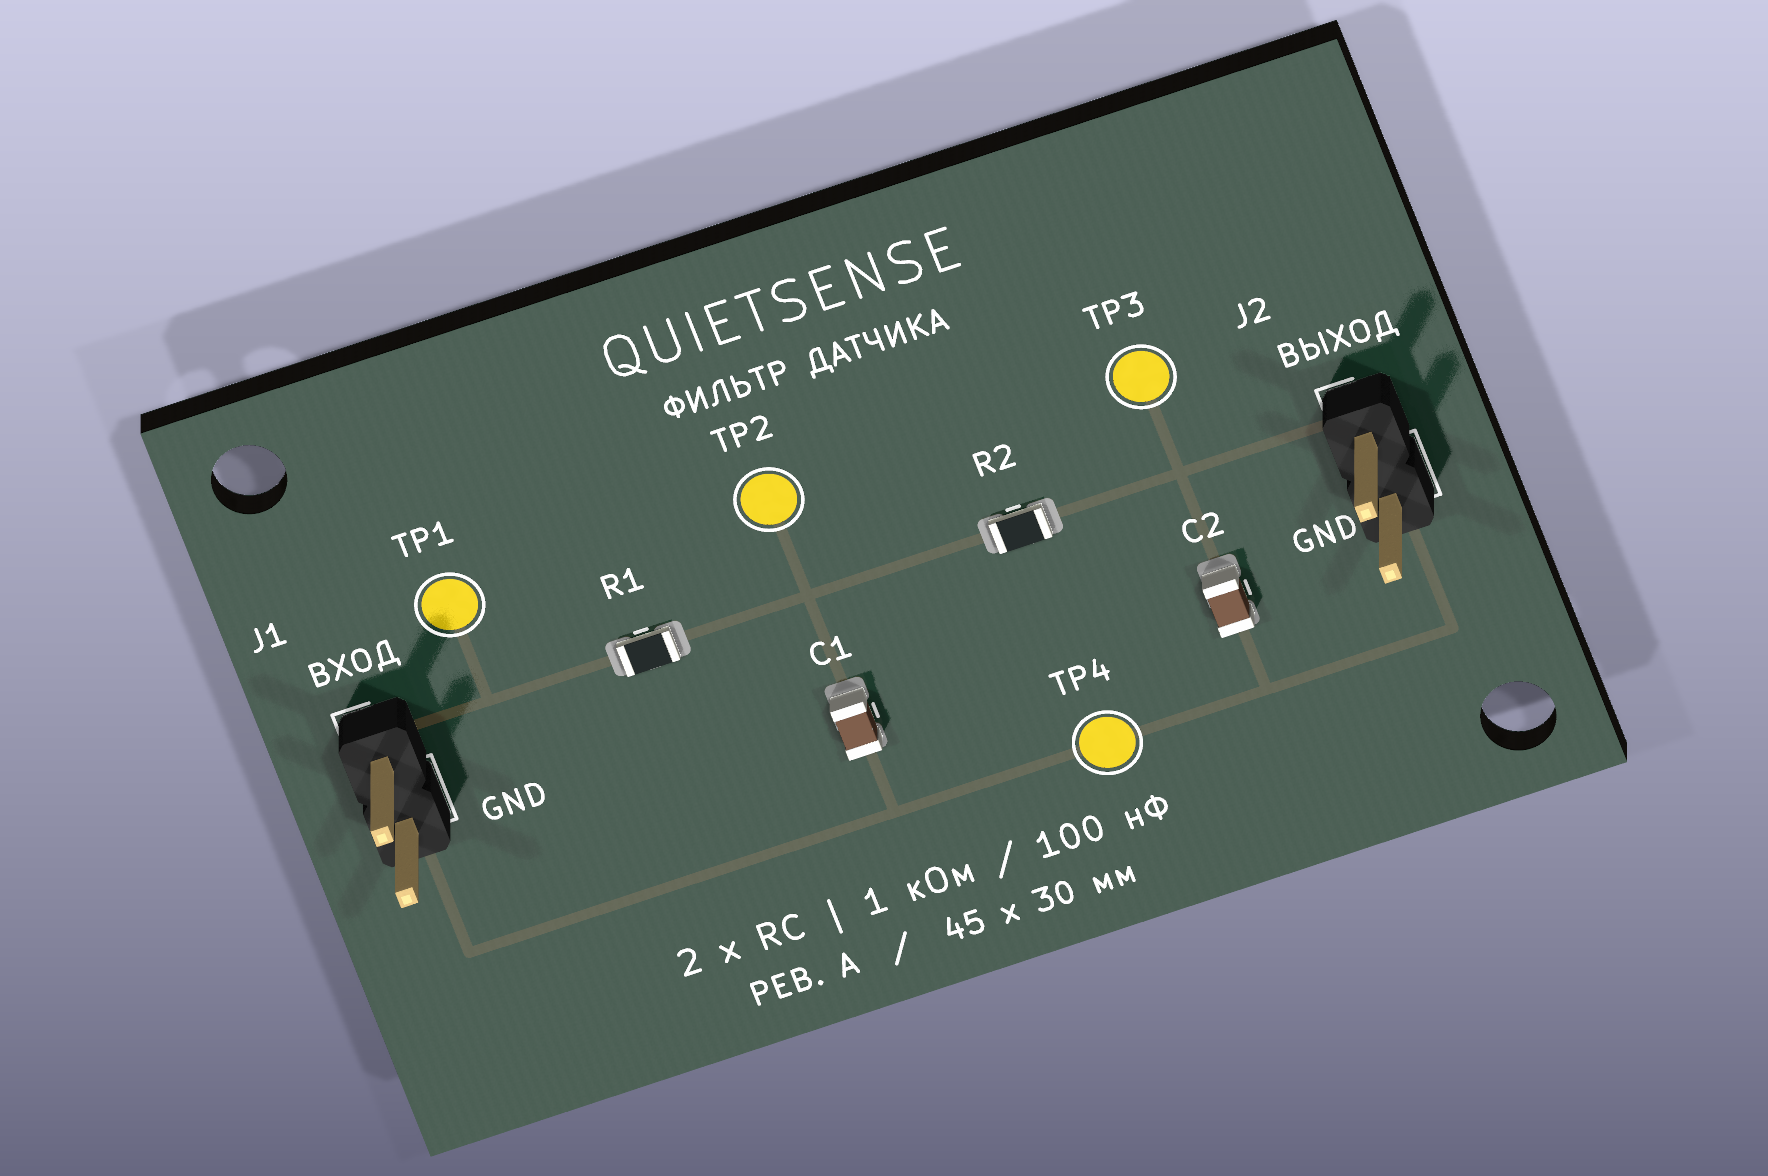 QUIETSENSE
ФИЛЬТР ДАТЧИКА
TP3
J2
ВЫХОД
TP2
R2
TP1
R1
C2
GND
J1
ВХОД
C1
TP4
GND
2 x RC | 1 кОм / 100 нФ
РЕВ. А / 45 x 30 мм